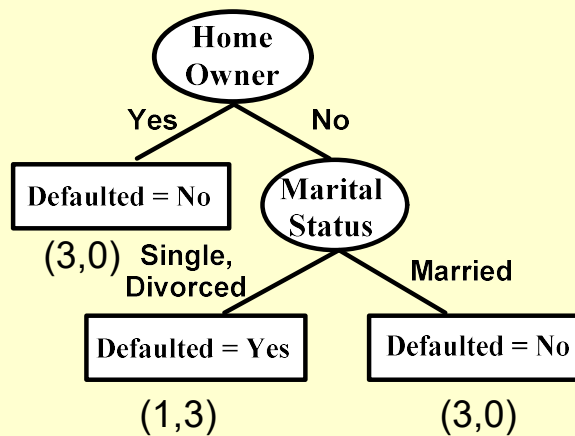 Home
Owner
Yes
No
Defaulted = No
Marital
Status
(3,0)
Single,
Divorced
Married
Defaulted = Yes
Defaulted = No
(1,3)
(3,0)